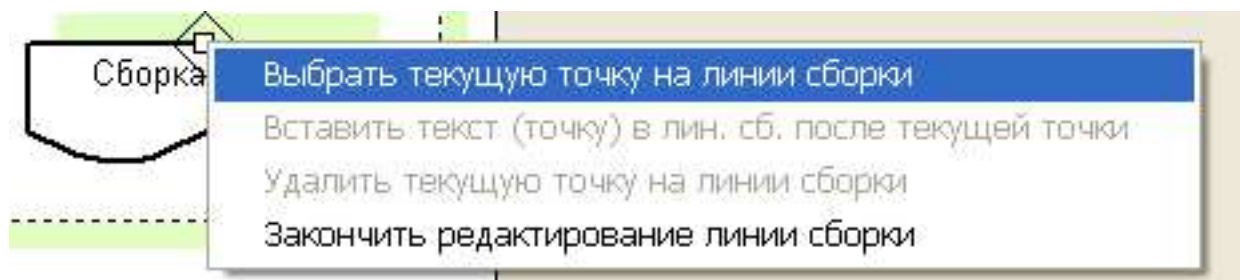 Сборка
Выбрать текущую точку на линии сборки
Вставить текст (точку) в лин. сб. после текущей точки
Удалить текущую точку на линии сборки
Закончить редактирование линии сборки